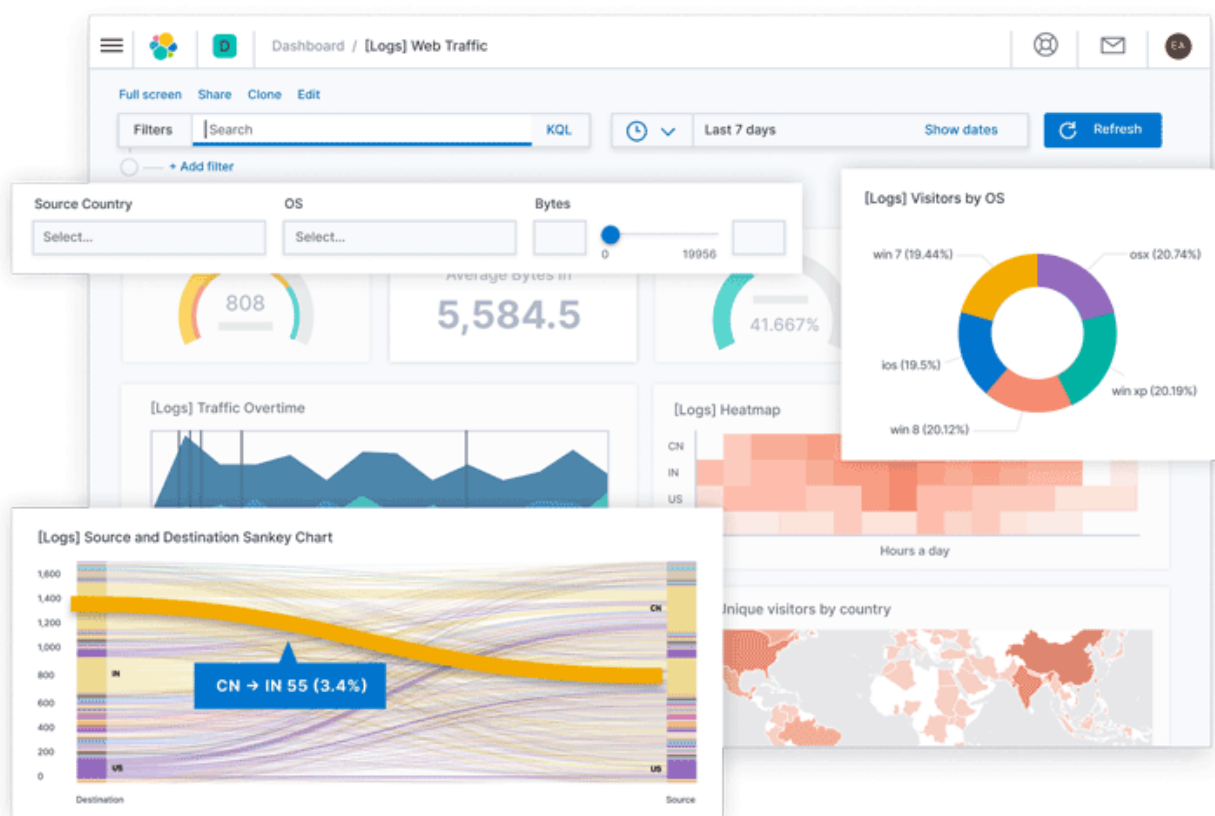 D
Dashboard / [Logs] Web Traffic
EA
Full screen Share Clone Edit
Filters Search KQL
Last 7 days Show dates Refresh
+ Add filter
Source Country OS Bytes
Select... Select...
0 19956
[Logs] Visitors by OS
win 7 (19.44%) osx (20.74%)
ios (19.5%) win xp (20.19%)
win 8 (20.12%)
808
Average Bytes in
5,584.5
41.667%
[Logs] Traffic Overtime
[Logs] Heatmap
CN
IN
US
Hours a day
[Logs] Source and Destination Sankey Chart
1,600
1,400
1,200
1,000
800
600
400
200
0
CN
IN
CN → IN 55 (3.4%)
US US
Destination Source
Unique visitors by country